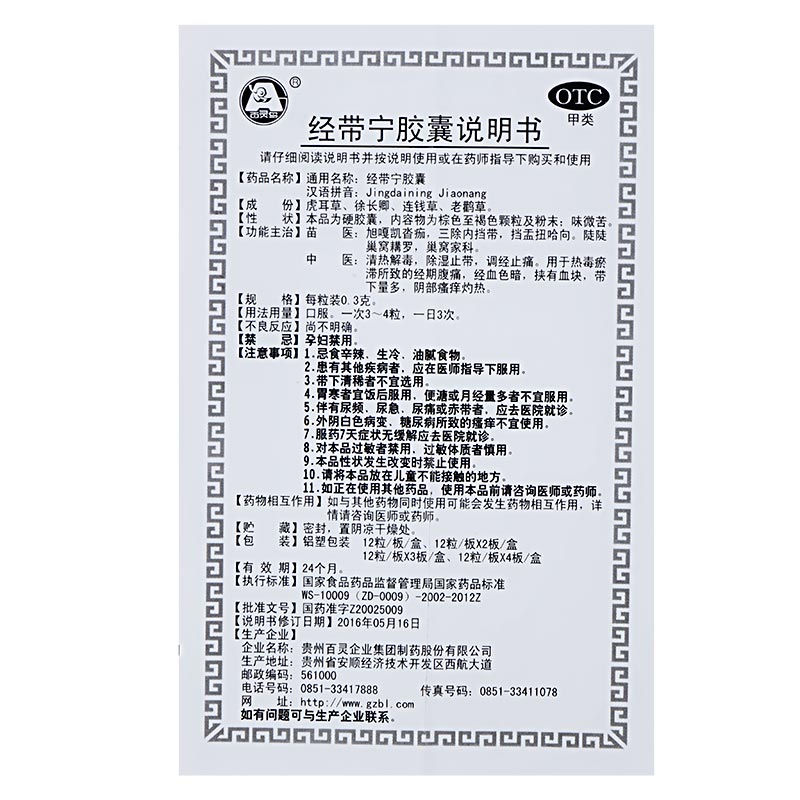 百灵鸟
®
OTC
甲类
经带宁胶囊说明书
请仔细阅读说明书并按说明使用或在药师指导下购买和使用
【药品名称】通用名称：经带宁胶囊
汉语拼音：Jingdaining Jiaonang
【成　　份】虎耳草、徐长卿、连钱草、老鹳草。
【性　　状】本品为硬胶囊，内容物为棕色至褐色颗粒及粉末；味微苦。
【功能主治】苗　　医：旭嘎凯沓痂，三除内挡带，挡孟扭哈向。陡陡
巢窝耩罗，巢窝家科。
中　　医：清热解毒，除湿止带，调经止痛。用于热毒瘀
滞所致的经期腹痛，经血色暗，挟有血块，带
下量多，阴部瘙痒灼热。
【规　　格】每粒装0.3克。
【用法用量】口服。一次3～4粒，一日3次。
【不良反应】尚不明确。
【禁　　忌】孕妇禁用。
【注意事项】1.忌食辛辣、生冷、油腻食物。
2.患有其他疾病者，应在医师指导下服用。
3.带下清稀者不宜选用。
4.胃寒者宜饭后服用，便溏或月经量多者不宜服用。
5.伴有尿频、尿急、尿痛或赤带者，应去医院就诊。
6.外阴白色病变、糖尿病所致的瘙痒不宜使用。
7.服药7天症状无缓解应去医院就诊。
8.对本品过敏者禁用，过敏体质者慎用。
9.本品性状发生改变时禁止使用。
10.请将本品放在儿童不能接触的地方。
11.如正在使用其他药品，使用本品前请咨询医师或药师。
【药物相互作用】如与其他药物同时使用可能会发生药物相互作用，详
情请咨询医师或药师。
【贮　　藏】密封，置阴凉干燥处。
【包　　装】铝塑包装　12粒/板/盒、12粒/板X2板/盒
12粒/板X3板/盒、12粒/板X4板/盒
【有 效 期】24个月。
【执行标准】国家食品药品监督管理局国家药品标准
WS-10009（ZD-0009）-2002-2012Z
【批准文号】国药准字Z20025009
【说明书修订日期】2016年05月16日
【生产企业】
企业名称：贵州百灵企业集团制药股份有限公司
生产地址：贵州省安顺经济技术开发区西航大道
邮政编码：561000
电话号码：0851-33417888　　传真号码：0851-33411078
网　　址：http://www.gzbl.com
如有问题可与生产企业联系。